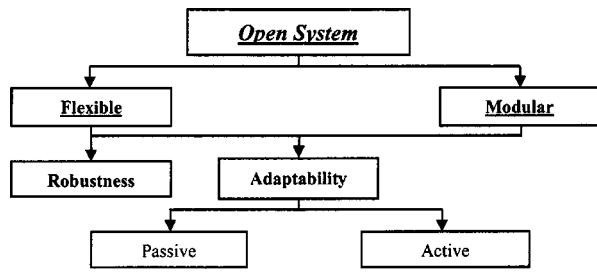 Open System
Flexible
Modular
Robustness
Adaptability
Passive
Active